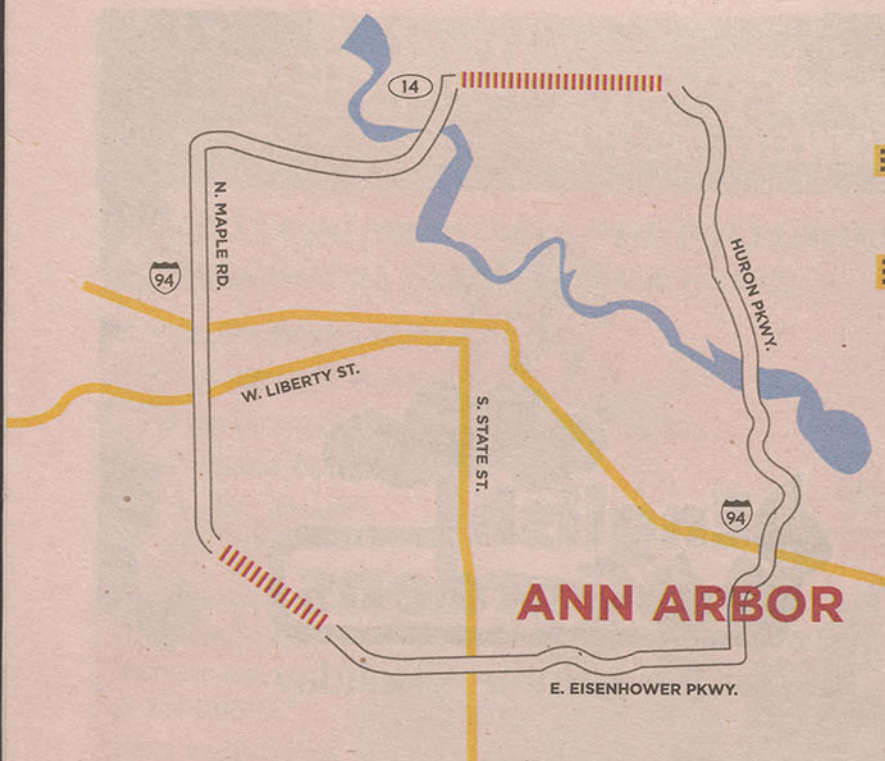 14
N. MAPLE RD.
94
HURON PKWY.
W. LIBERTY ST.
S. STATE ST.
94
ANN ARBOR
E. EISENHOWER PKWY.